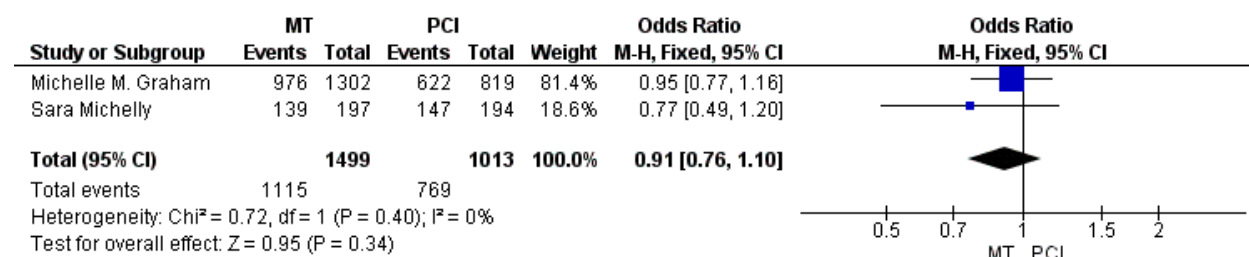 MT PCI Odds Ratio Odds Ratio
Study or Subgroup Events Total Events Total Weight M-H, Fixed, 95% CI M-H, Fixed, 95% CI
Michelle M. Graham 976 1302 622 819 81.4% 0.95 [0.77, 1.16]
Sara Michelly 139 197 147 194 18.6% 0.77 [0.49, 1.20]
Total (95% CI) 1499 1013 100.0% 0.91 [0.76, 1.10]
Total events 1115 769
Heterogeneity: Chi² = 0.72, df = 1 (P = 0.40); I² = 0%
Test for overall effect: Z = 0.95 (P = 0.34)
0.5 0.7 1 1.5 2
MT PCI